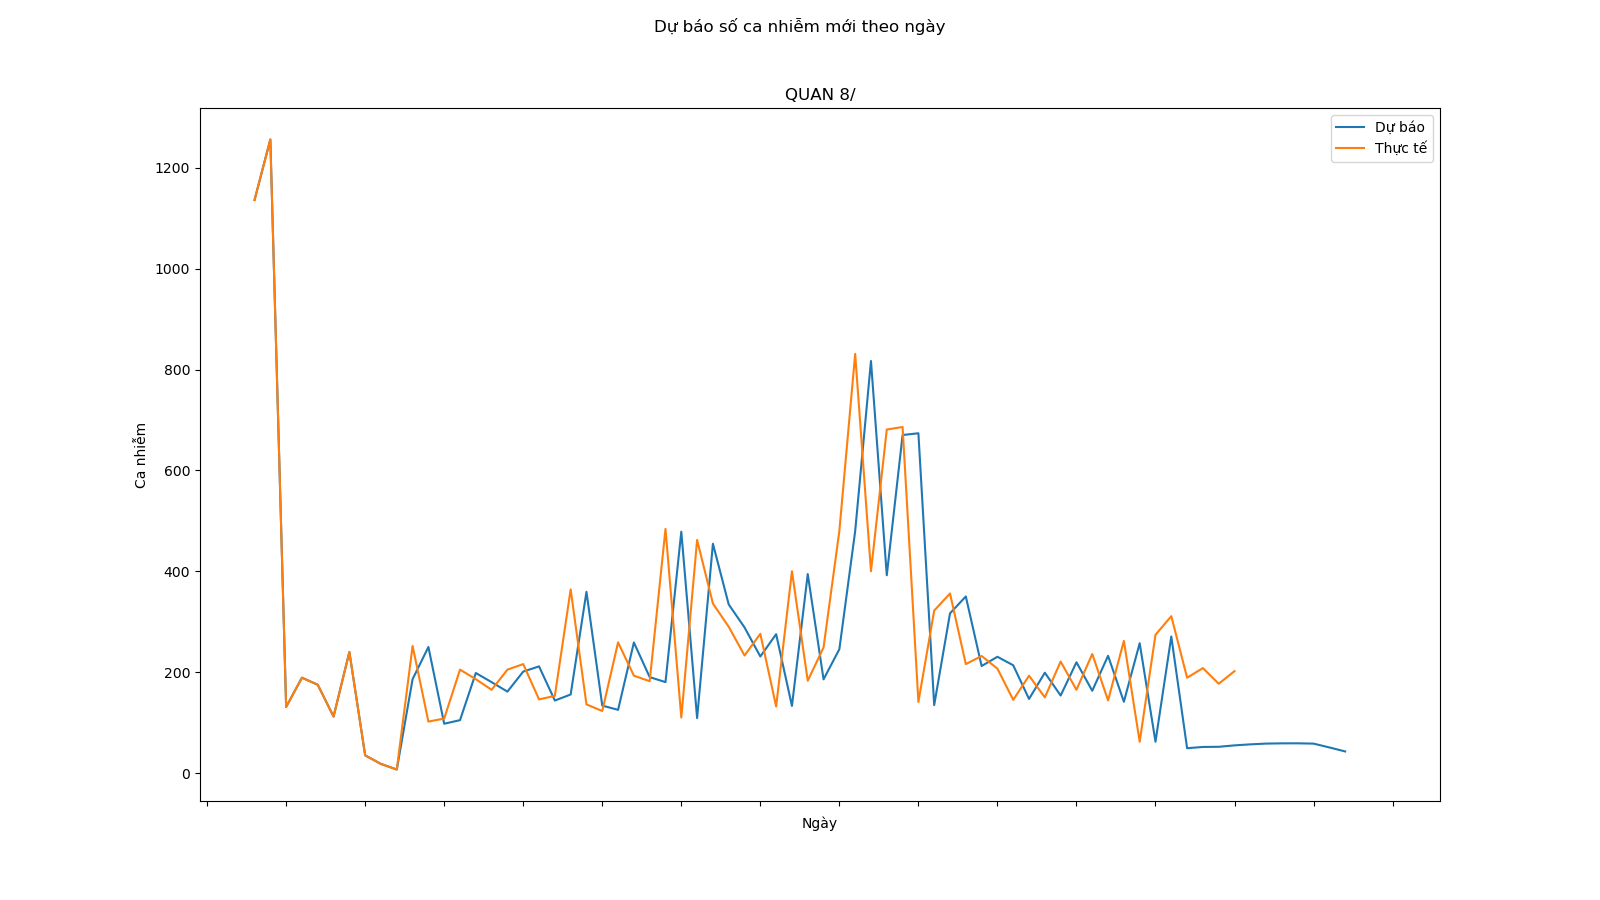 Dự báo số ca nhiễm mới theo ngày
QUAN 8/
Dự báo
Thực tế
1200
1000
800
600
400
200
0
Ca nhiễm
Ngày